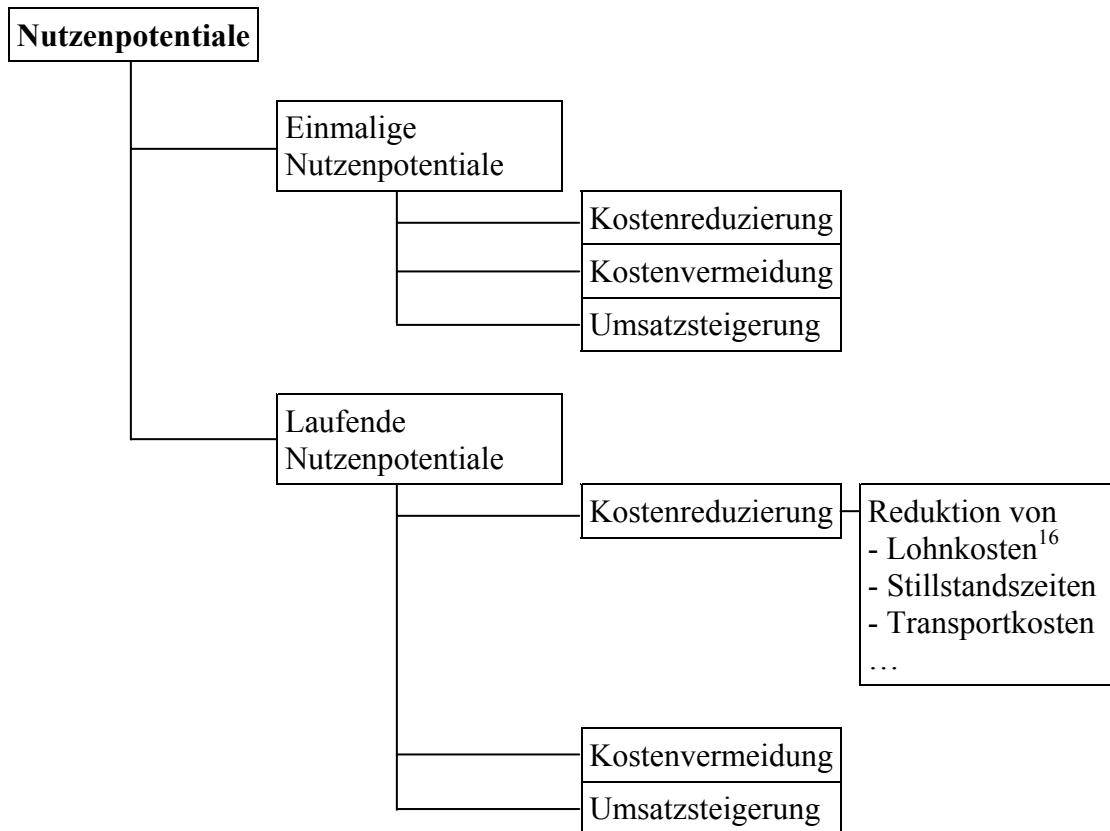 Nutzenpotentiale
Einmalige
Nutzenpotentiale
Kostenreduzierung
Kostenvermeidung
Umsatzsteigerung
Laufende
Nutzenpotentiale
Kostenreduzierung
Reduktion von
- Lohnkosten¹⁶
- Stillstandszeiten
- Transportkosten
…
Kostenvermeidung
Umsatzsteigerung